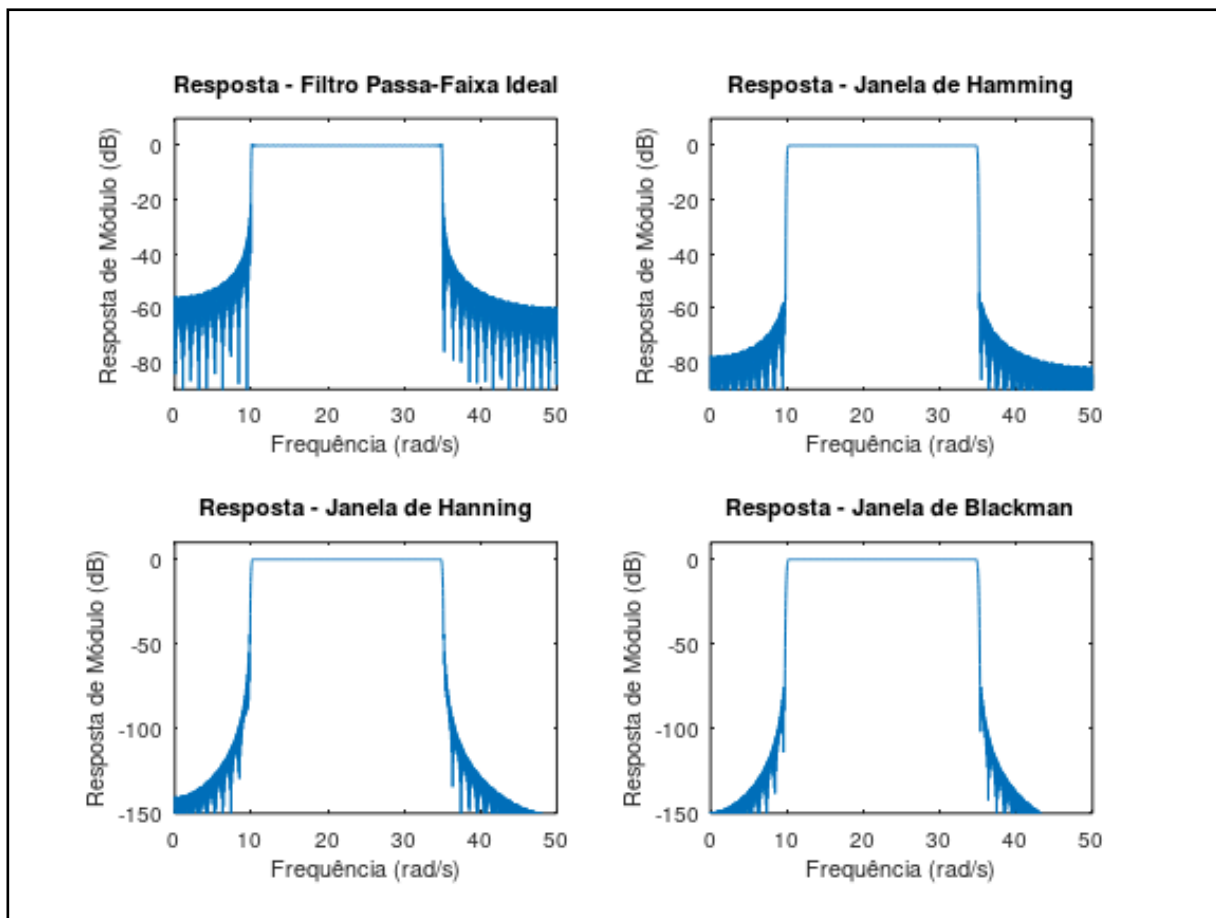 Resposta - Filtro Passa-Faixa Ideal
Resposta de Módulo (dB)
0
-20
-40
-60
-80
0 10 20 30 40 50
Frequência (rad/s)
Resposta - Janela de Hamming
Resposta de Módulo (dB)
0
-20
-40
-60
-80
0 10 20 30 40 50
Frequência (rad/s)
Resposta - Janela de Hanning
Resposta de Módulo (dB)
0
-50
-100
-150
0 10 20 30 40 50
Frequência (rad/s)
Resposta - Janela de Blackman
Resposta de Módulo (dB)
0
-50
-100
-150
0 10 20 30 40 50
Frequência (rad/s)